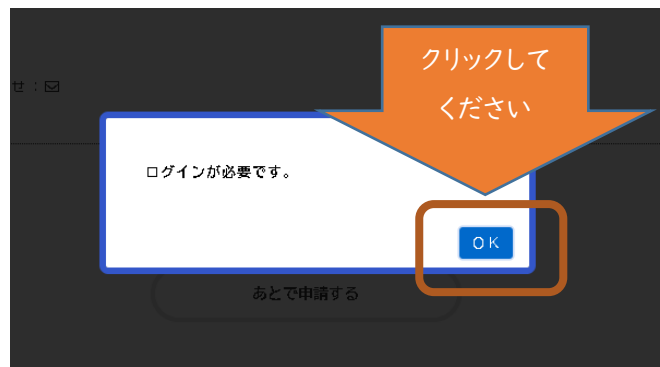 クリックして
ください
せ：
ログインが必要です。
OK
あとで申請する